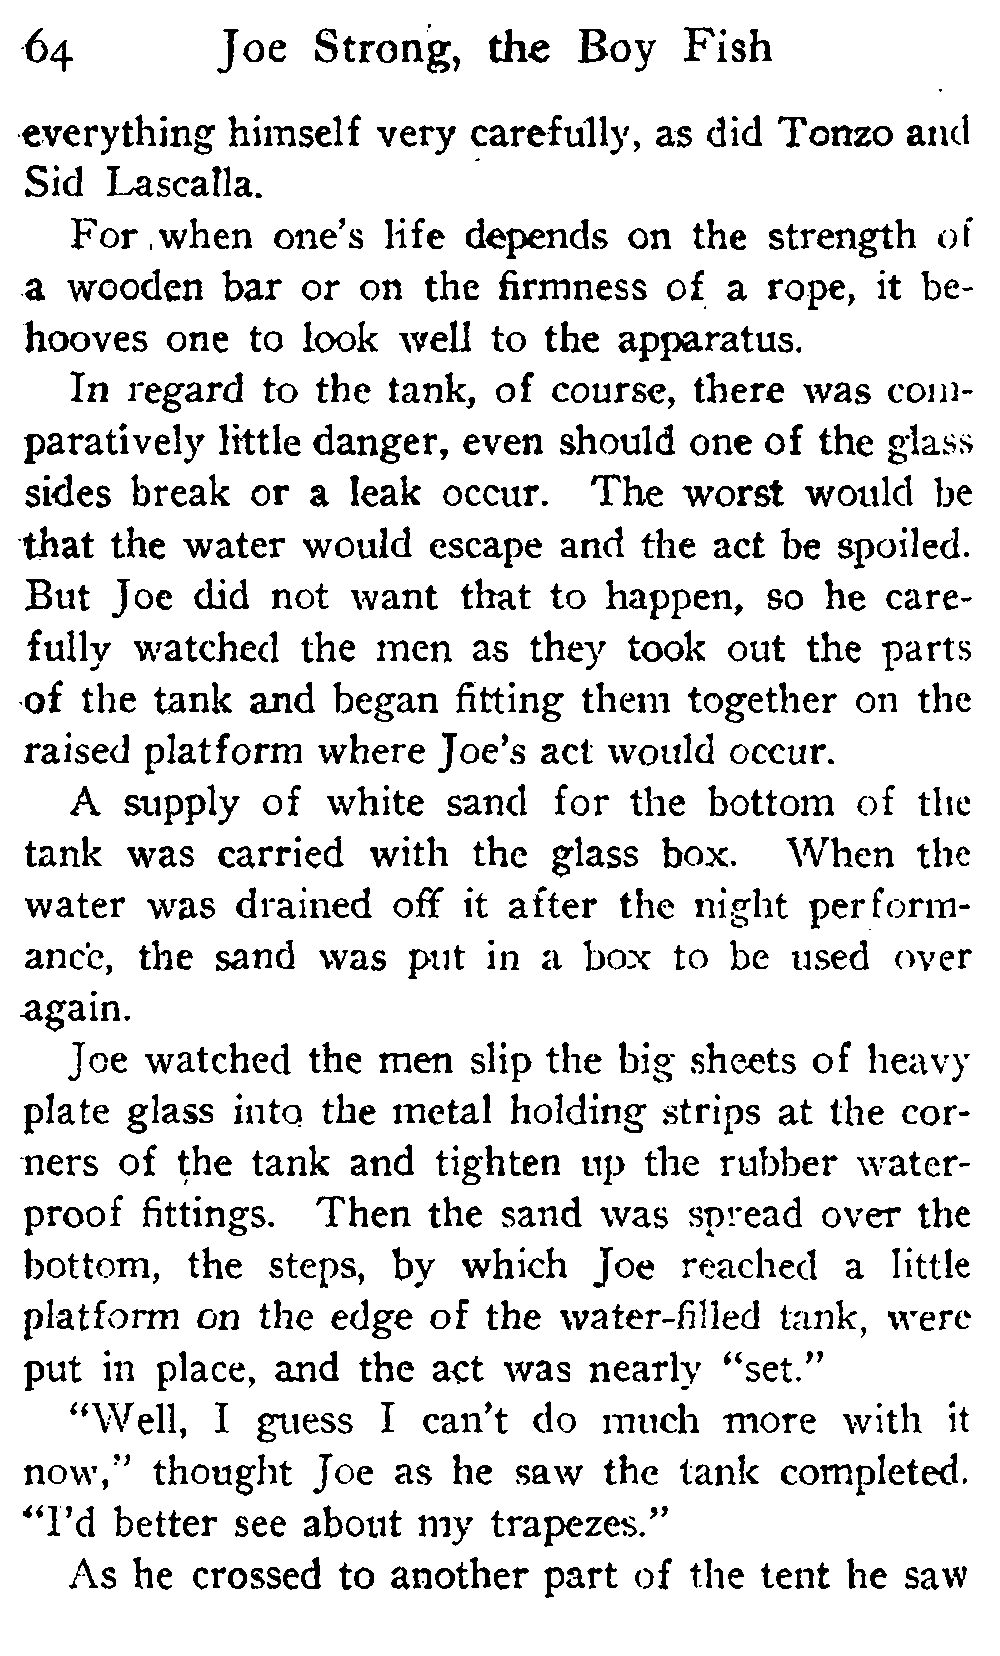 64 Joe Strong, the Boy Fish
everything himself very carefully, as did Tonzo and
Sid Lascalla.
For when one's life depends on the strength of
a wooden bar or on the firmness of a rope, it be-
hooves one to look well to the apparatus.
In regard to the tank, of course, there was com-
paratively little danger, even should one of the glass
sides break or a leak occur. The worst would be
that the water would escape and the act be spoiled.
But Joe did not want that to happen, so he care-
fully watched the men as they took out the parts
of the tank and began fitting them together on the
raised platform where Joe's act would occur.
A supply of white sand for the bottom of the
tank was carried with the glass box. When the
water was drained off it after the night perform-
ance, the sand was put in a box to be used over
again.
Joe watched the men slip the big sheets of heavy
plate glass into the metal holding strips at the cor-
ners of the tank and tighten up the rubber water-
proof fittings. Then the sand was spread over the
bottom, the steps, by which Joe reached a little
platform on the edge of the water-filled tank, were
put in place, and the act was nearly "set."
"Well, I guess I can't do much more with it
now," thought Joe as he saw the tank completed.
"I'd better see about my trapezes."
As he crossed to another part of the tent he saw